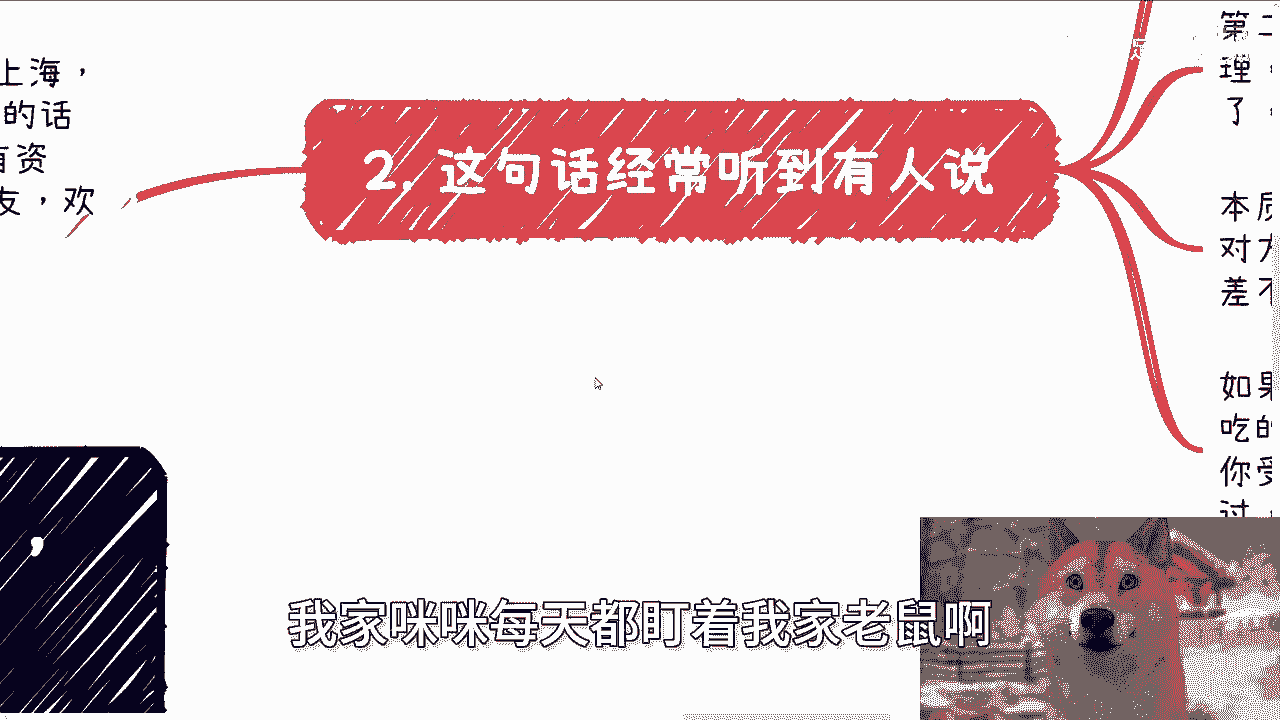 上海，
的话
有资
友，欢
2. 这句话经常听到有人说
第二
理
了
本质
对方
差不
如果
吃的
你受
过，
，
我家咪咪每天都盯着我家老鼠啊